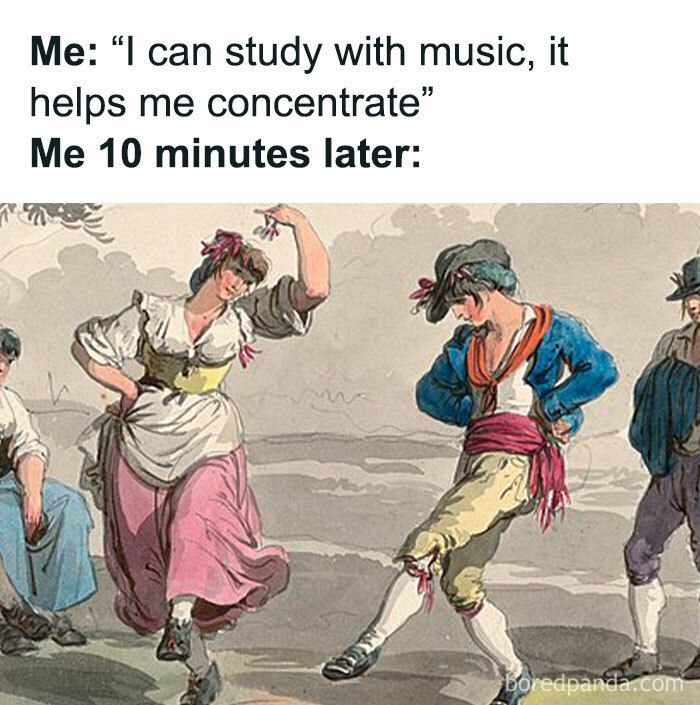 Me: “I can study with music, it
helps me concentrate”
Me 10 minutes later:
boredpanda.com